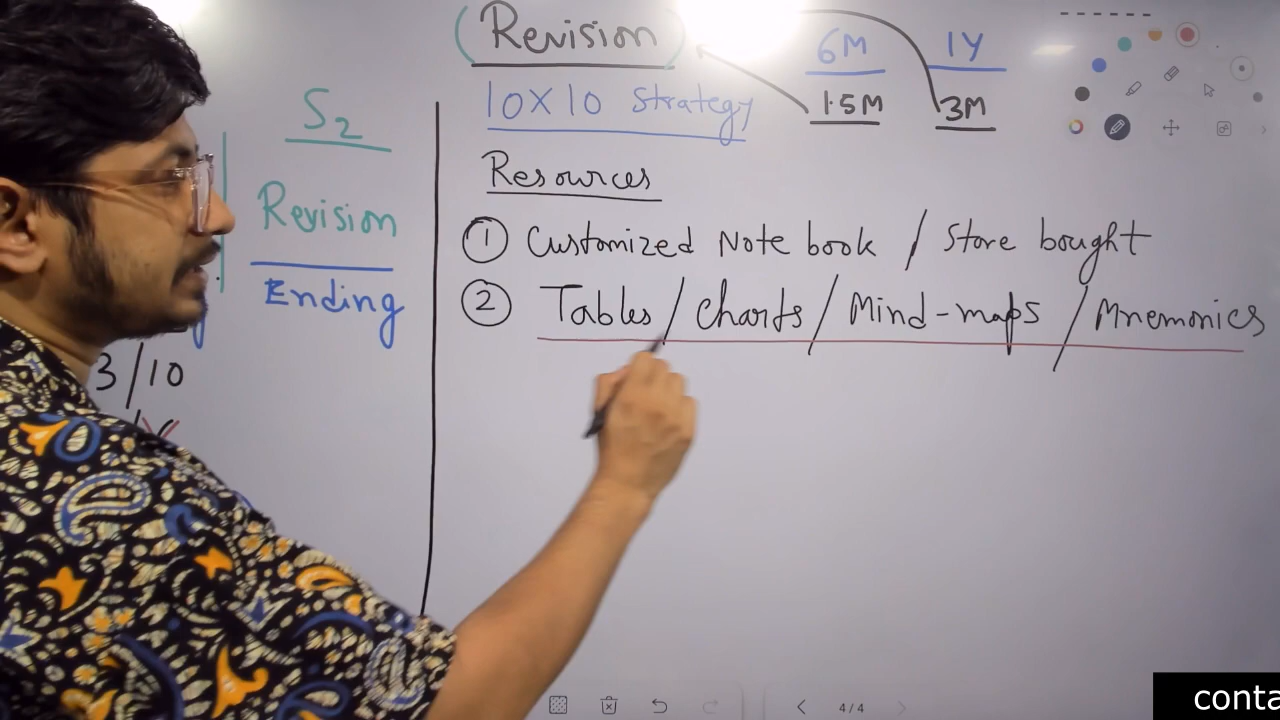 S2
Revision
Ending
3/10
(Revision)
10X10 Strategy
6M 1Y
1.5M 3M
Resources
① Customized Note book / Store bought
② Tables / Charts / Mind-maps / Mnemonics
4/4
conta